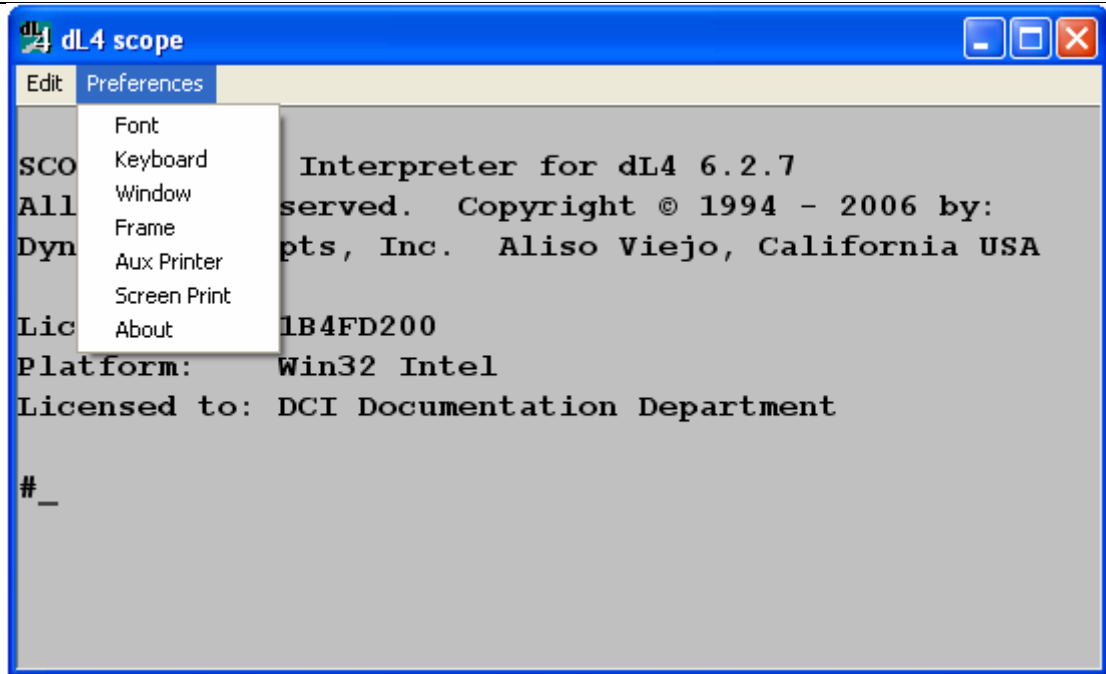 dL4 dL4 scope
Edit Preferences
Font
Keyboard
Window
Frame
Aux Printer
Screen Print
About
SCO Interpreter for dL4 6.2.7
All served. Copyright © 1994 - 2006 by:
Dyn pts, Inc. Aliso Viejo, California USA
Lic 1B4FD200
Platform: Win32 Intel
Licensed to: DCI Documentation Department
#_